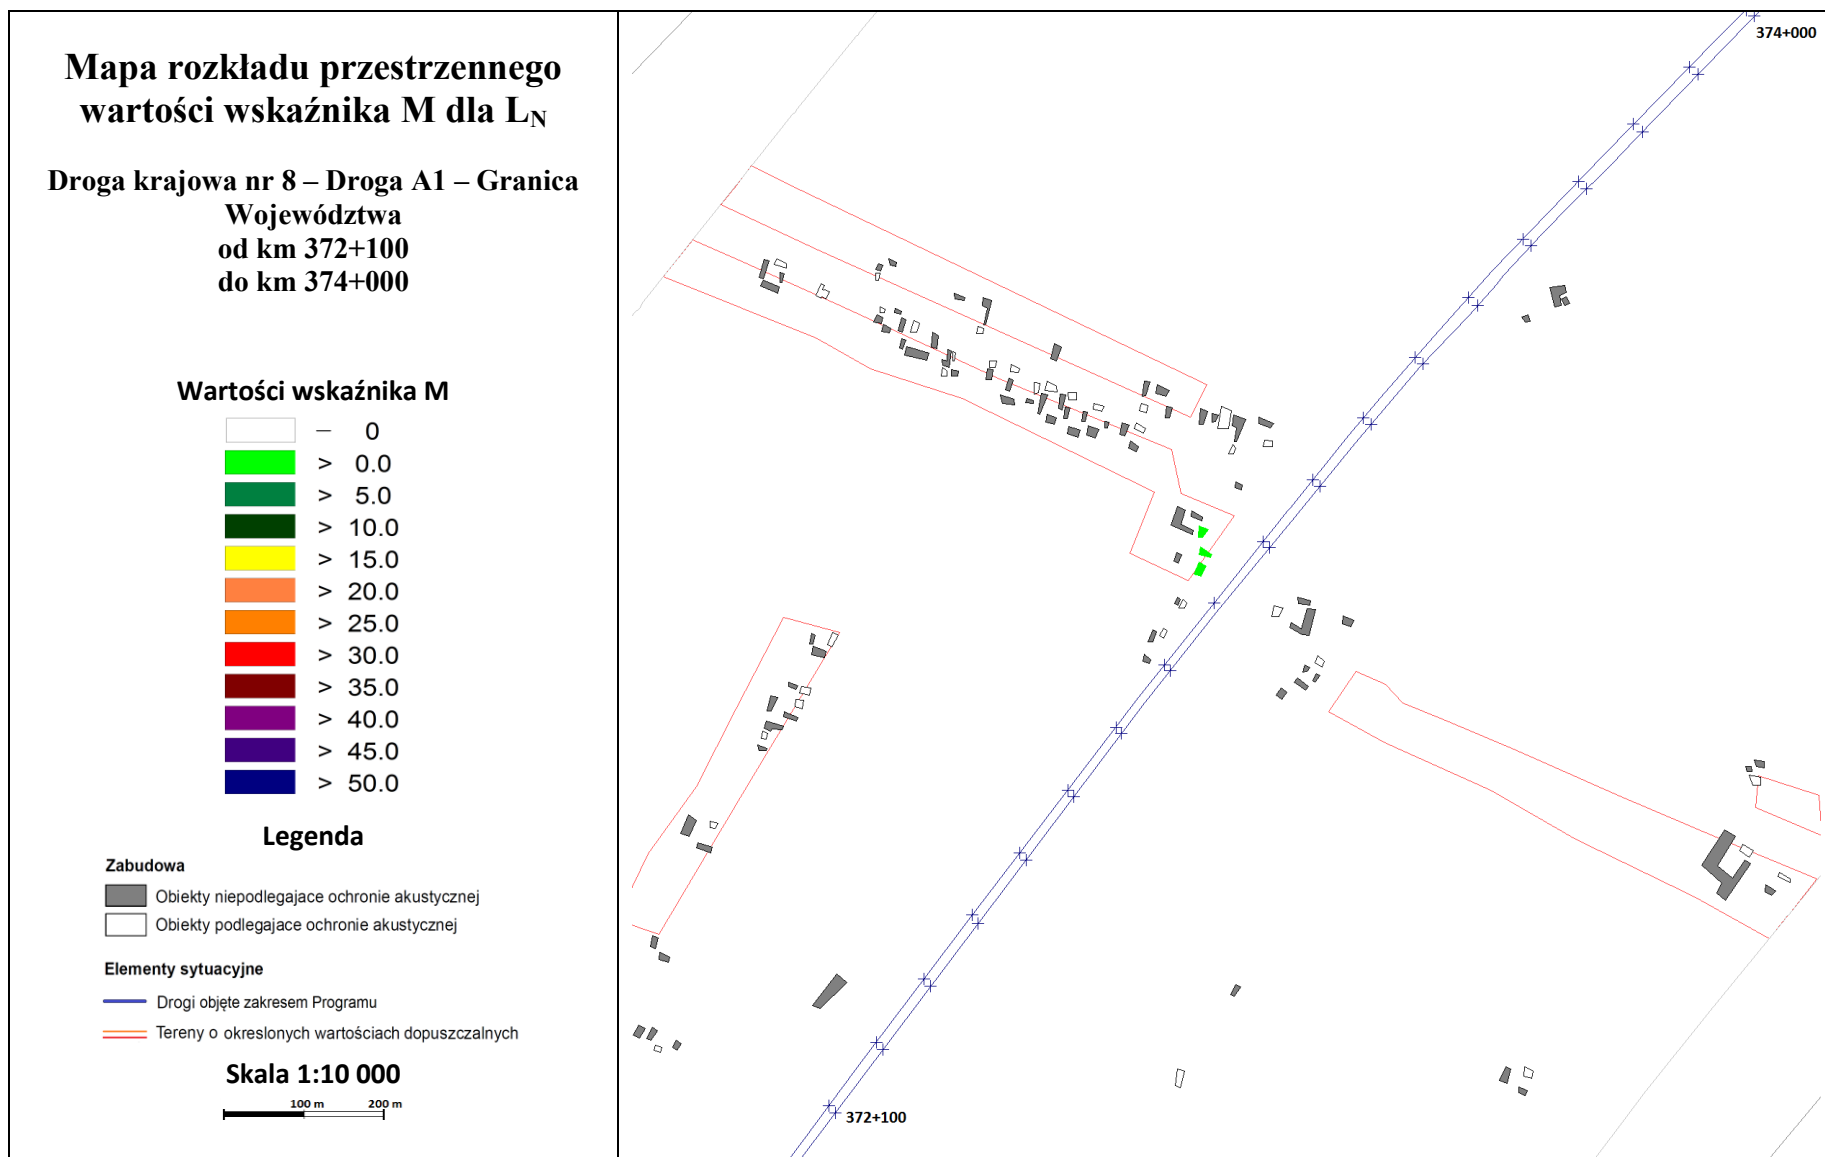 Mapa rozkładu przestrzennego
wartości wskaźnika M dla LN
Droga krajowa nr 8 – Droga A1 – Granica
Województwa
od km 372+100
do km 374+000
Wartości wskaźnika M
– 0
> 0.0
> 5.0
> 10.0
> 15.0
> 20.0
> 25.0
> 30.0
> 35.0
> 40.0
> 45.0
> 50.0
Legenda
Zabudowa
Obiekty niepodlegajace ochronie akustycznej
Obiekty podlegajace ochronie akustycznej
Elementy sytuacyjne
Drogi objęte zakresem Programu
Tereny o okreslonych wartościach dopuszczalnych
Skala 1:10 000
100 m 200 m
374+000
372+100